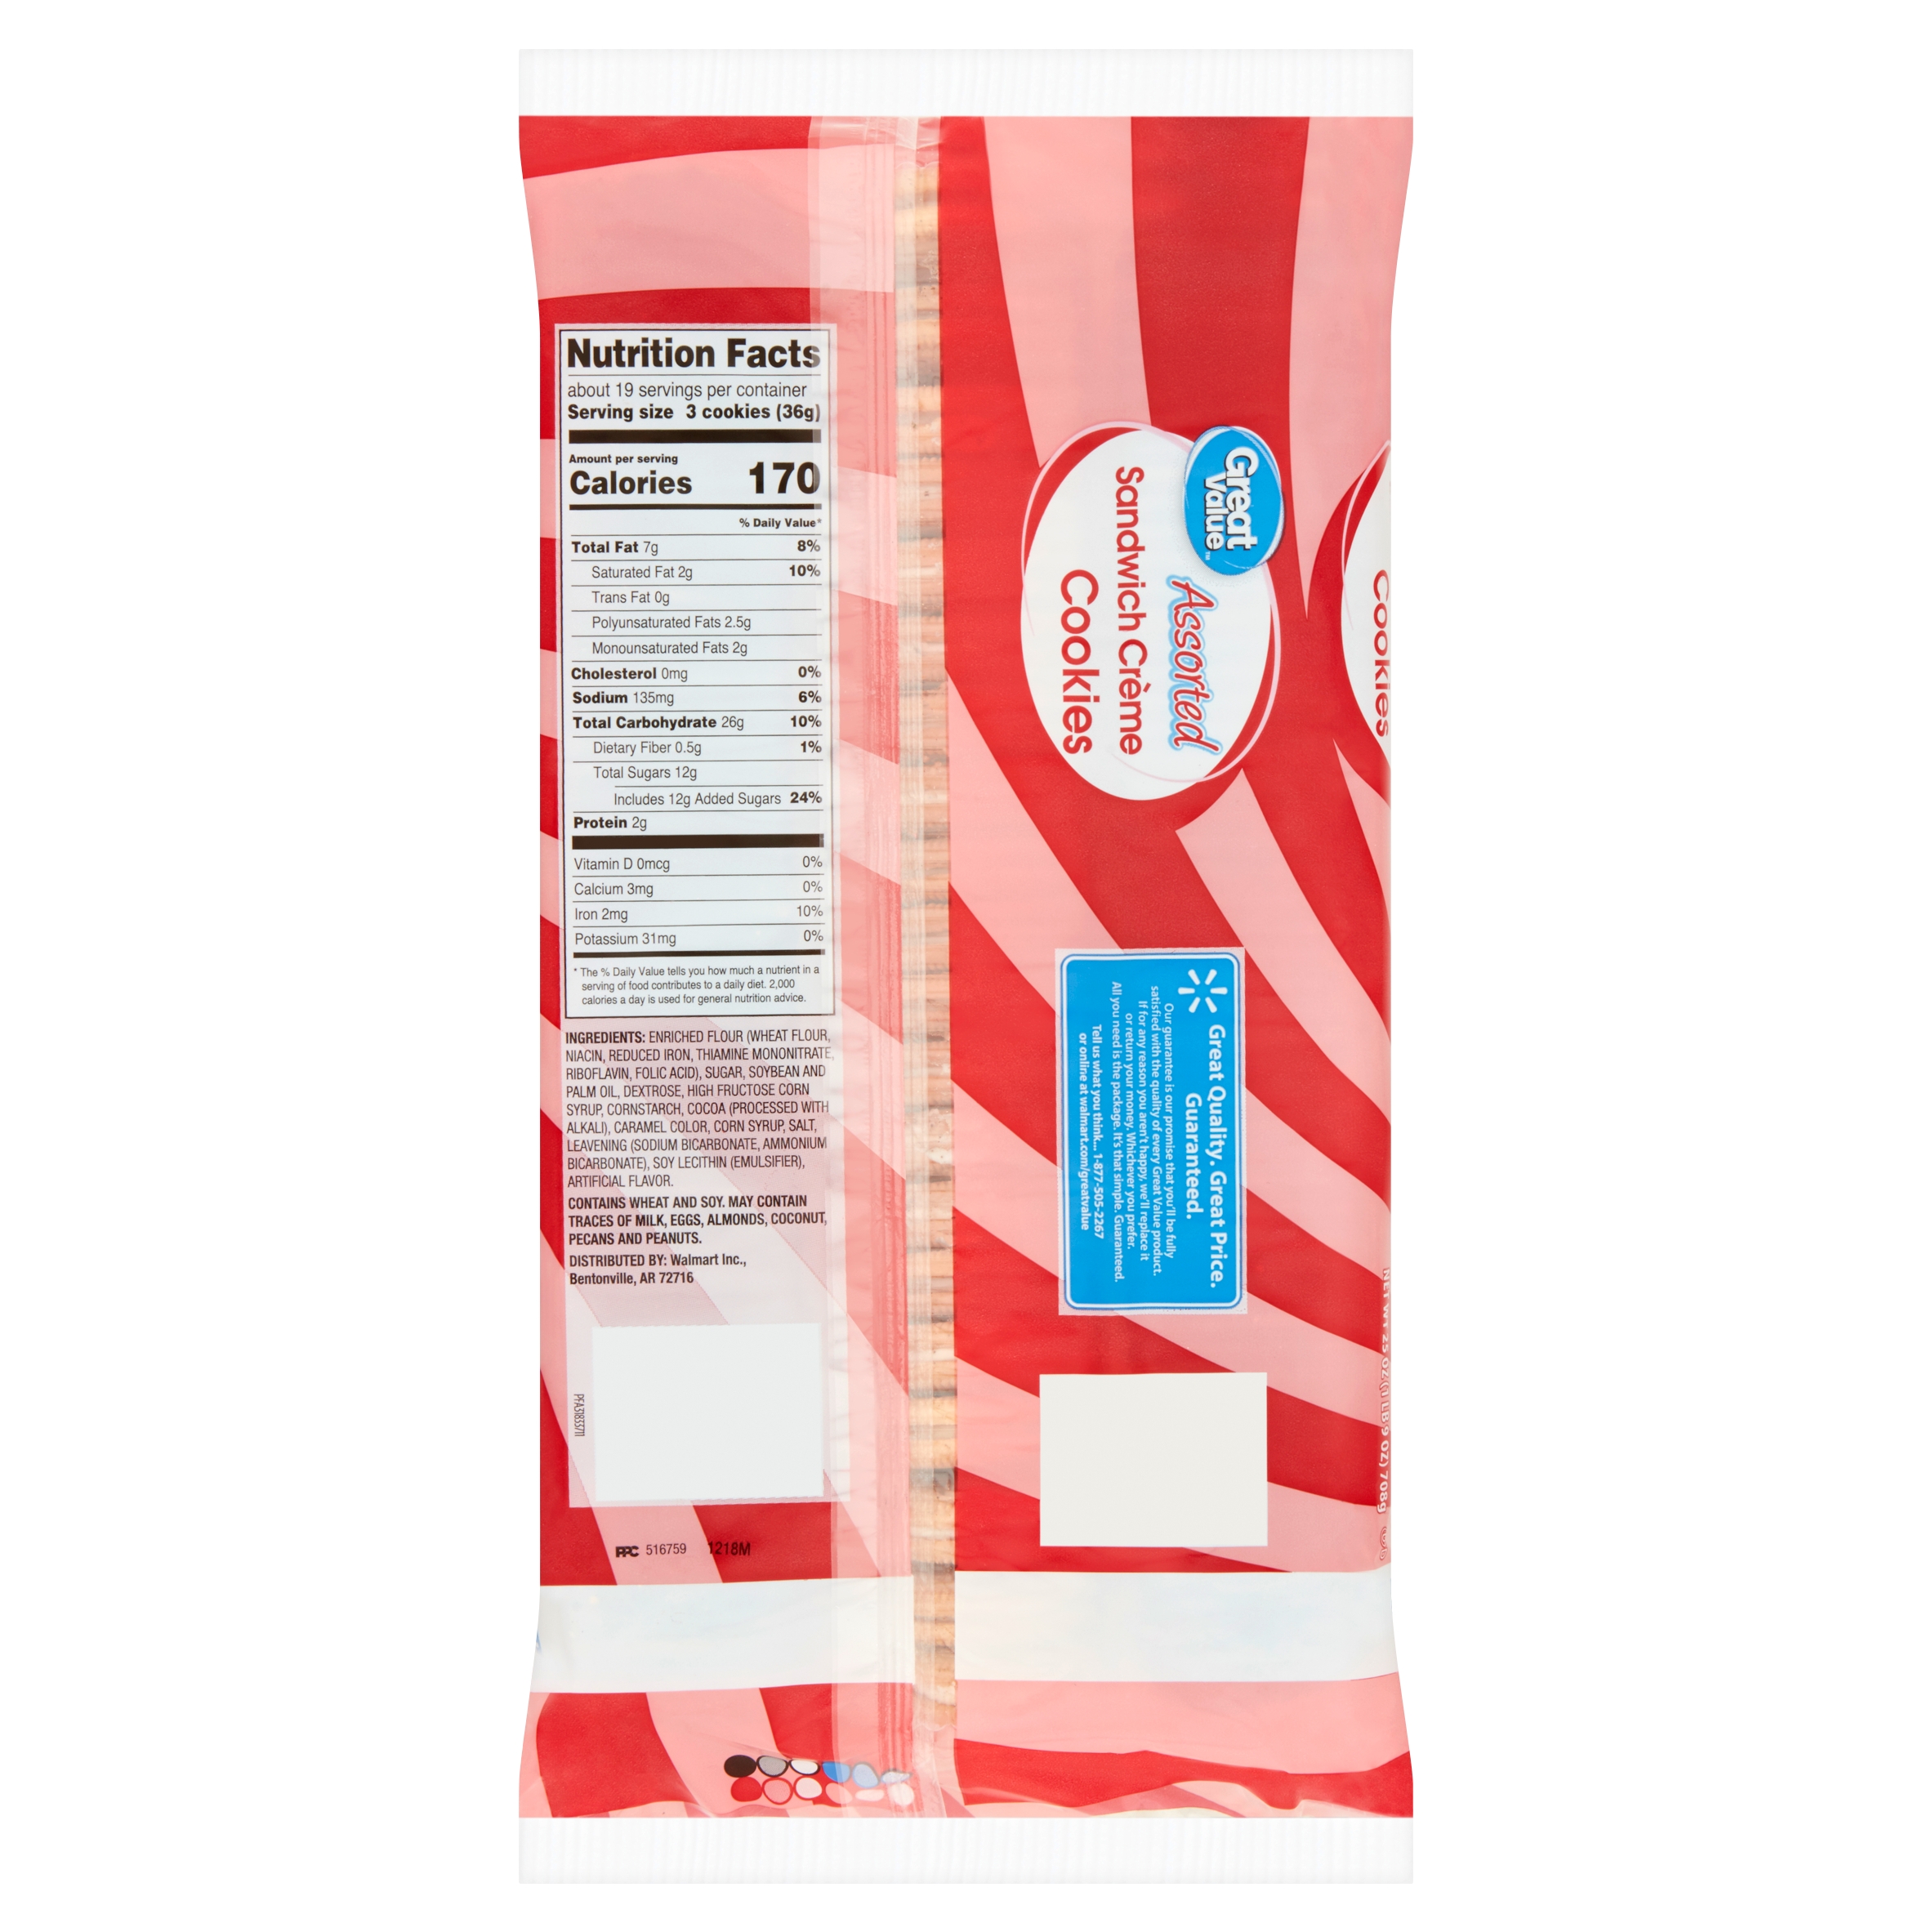 Nutrition Facts
about 19 servings per container
Serving size 3 cookies (36g)
Amount per serving
Calories 170
% Daily Value*
Total Fat 7g 8%
Saturated Fat 2g 10%
Trans Fat 0g
Polyunsaturated Fats 2.5g
Monounsaturated Fats 2g
Cholesterol 0mg 0%
Sodium 135mg 6%
Total Carbohydrate 26g 10%
Dietary Fiber 0.5g 1%
Total Sugars 12g
Includes 12g Added Sugars 24%
Protein 2g
Vitamin D 0mcg 0%
Calcium 3mg 0%
Iron 2mg 10%
Potassium 31mg 0%
* The % Daily Value tells you how much a nutrient in a
serving of food contributes to a daily diet. 2,000
calories a day is used for general nutrition advice.
INGREDIENTS: ENRICHED FLOUR (WHEAT FLOUR,
NIACIN, REDUCED IRON, THIAMINE MONONITRATE,
RIBOFLAVIN, FOLIC ACID), SUGAR, SOYBEAN AND
PALM OIL, DEXTROSE, HIGH FRUCTOSE CORN
SYRUP, CORNSTARCH, COCOA (PROCESSED WITH
ALKALI), CARAMEL COLOR, CORN SYRUP, SALT,
LEAVENING (SODIUM BICARBONATE, AMMONIUM
BICARBONATE), SOY LECITHIN (EMULSIFIER),
ARTIFICIAL FLAVOR.
CONTAINS WHEAT AND SOY. MAY CONTAIN
TRACES OF MILK, EGGS, ALMONDS, COCONUT,
PECANS AND PEANUTS.
DISTRIBUTED BY: Walmart Inc.,
Bentonville, AR 72716
PPC 516759 1218M
Great
Value™
Assorted
Sandwich Crème
Cookies
Great Quality. Great Price.
Guaranteed.
Our guarantee is our promise that you'll be fully
satisfied with the quality of every Great Value product.
If for any reason you aren't happy, we'll replace it
or return your money. Whichever you prefer.
All you need is the package. It's that simple. Guaranteed.
Tell us what you think... 1-877-505-2267
or online at walmart.com/greatvalue
Cookies
NET WT 25 OZ (1 LB 9 OZ) 708g